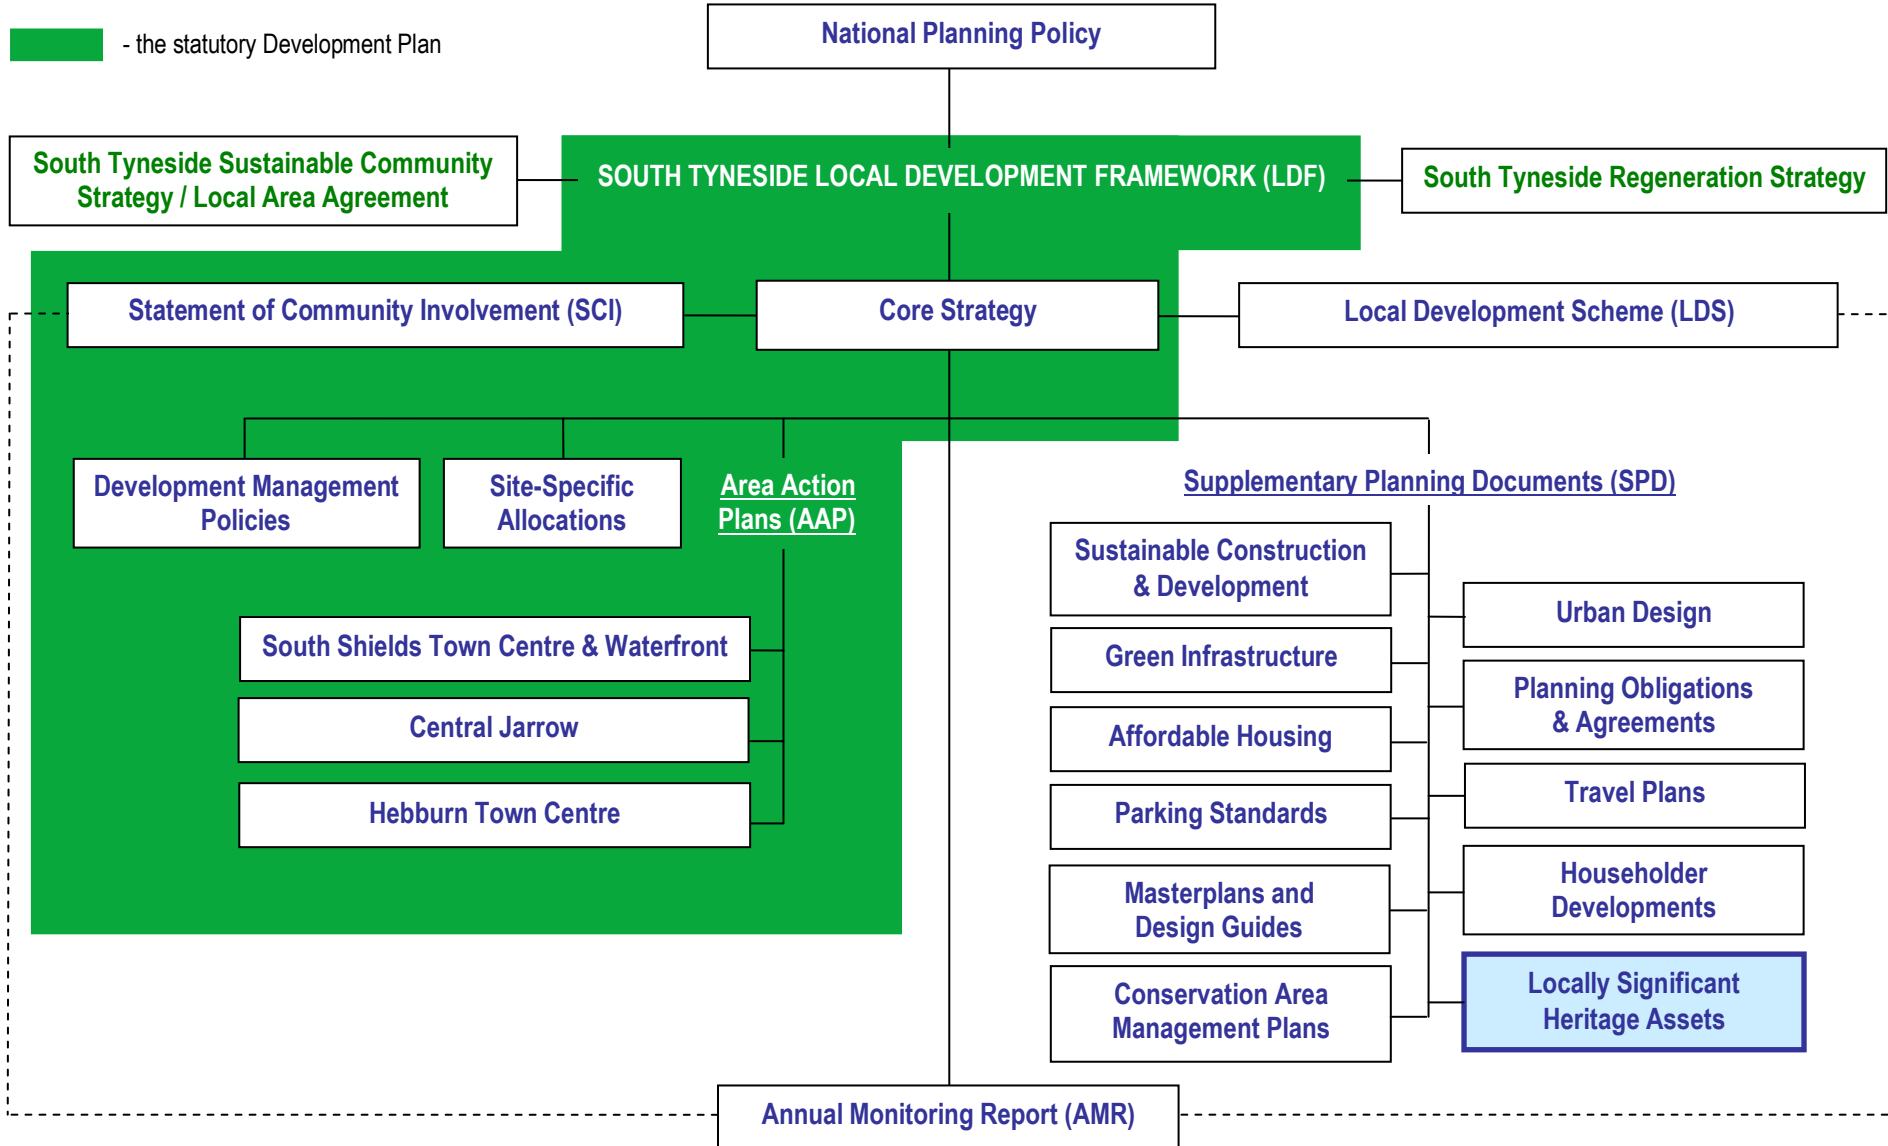 - the statutory Development Plan
National Planning Policy
South Tyneside Sustainable Community
Strategy / Local Area Agreement
SOUTH TYNESIDE LOCAL DEVELOPMENT FRAMEWORK (LDF)
South Tyneside Regeneration Strategy
Statement of Community Involvement (SCI)
Core Strategy
Local Development Scheme (LDS)
Development Management
Policies
Site-Specific
Allocations
Area Action
Plans (AAP)
South Shields Town Centre & Waterfront
Central Jarrow
Hebburn Town Centre
Supplementary Planning Documents (SPD)
Sustainable Construction
& Development
Urban Design
Green Infrastructure
Planning Obligations
& Agreements
Affordable Housing
Travel Plans
Parking Standards
Householder
Developments
Masterplans and
Design Guides
Locally Significant
Heritage Assets
Conservation Area
Management Plans
Annual Monitoring Report (AMR)